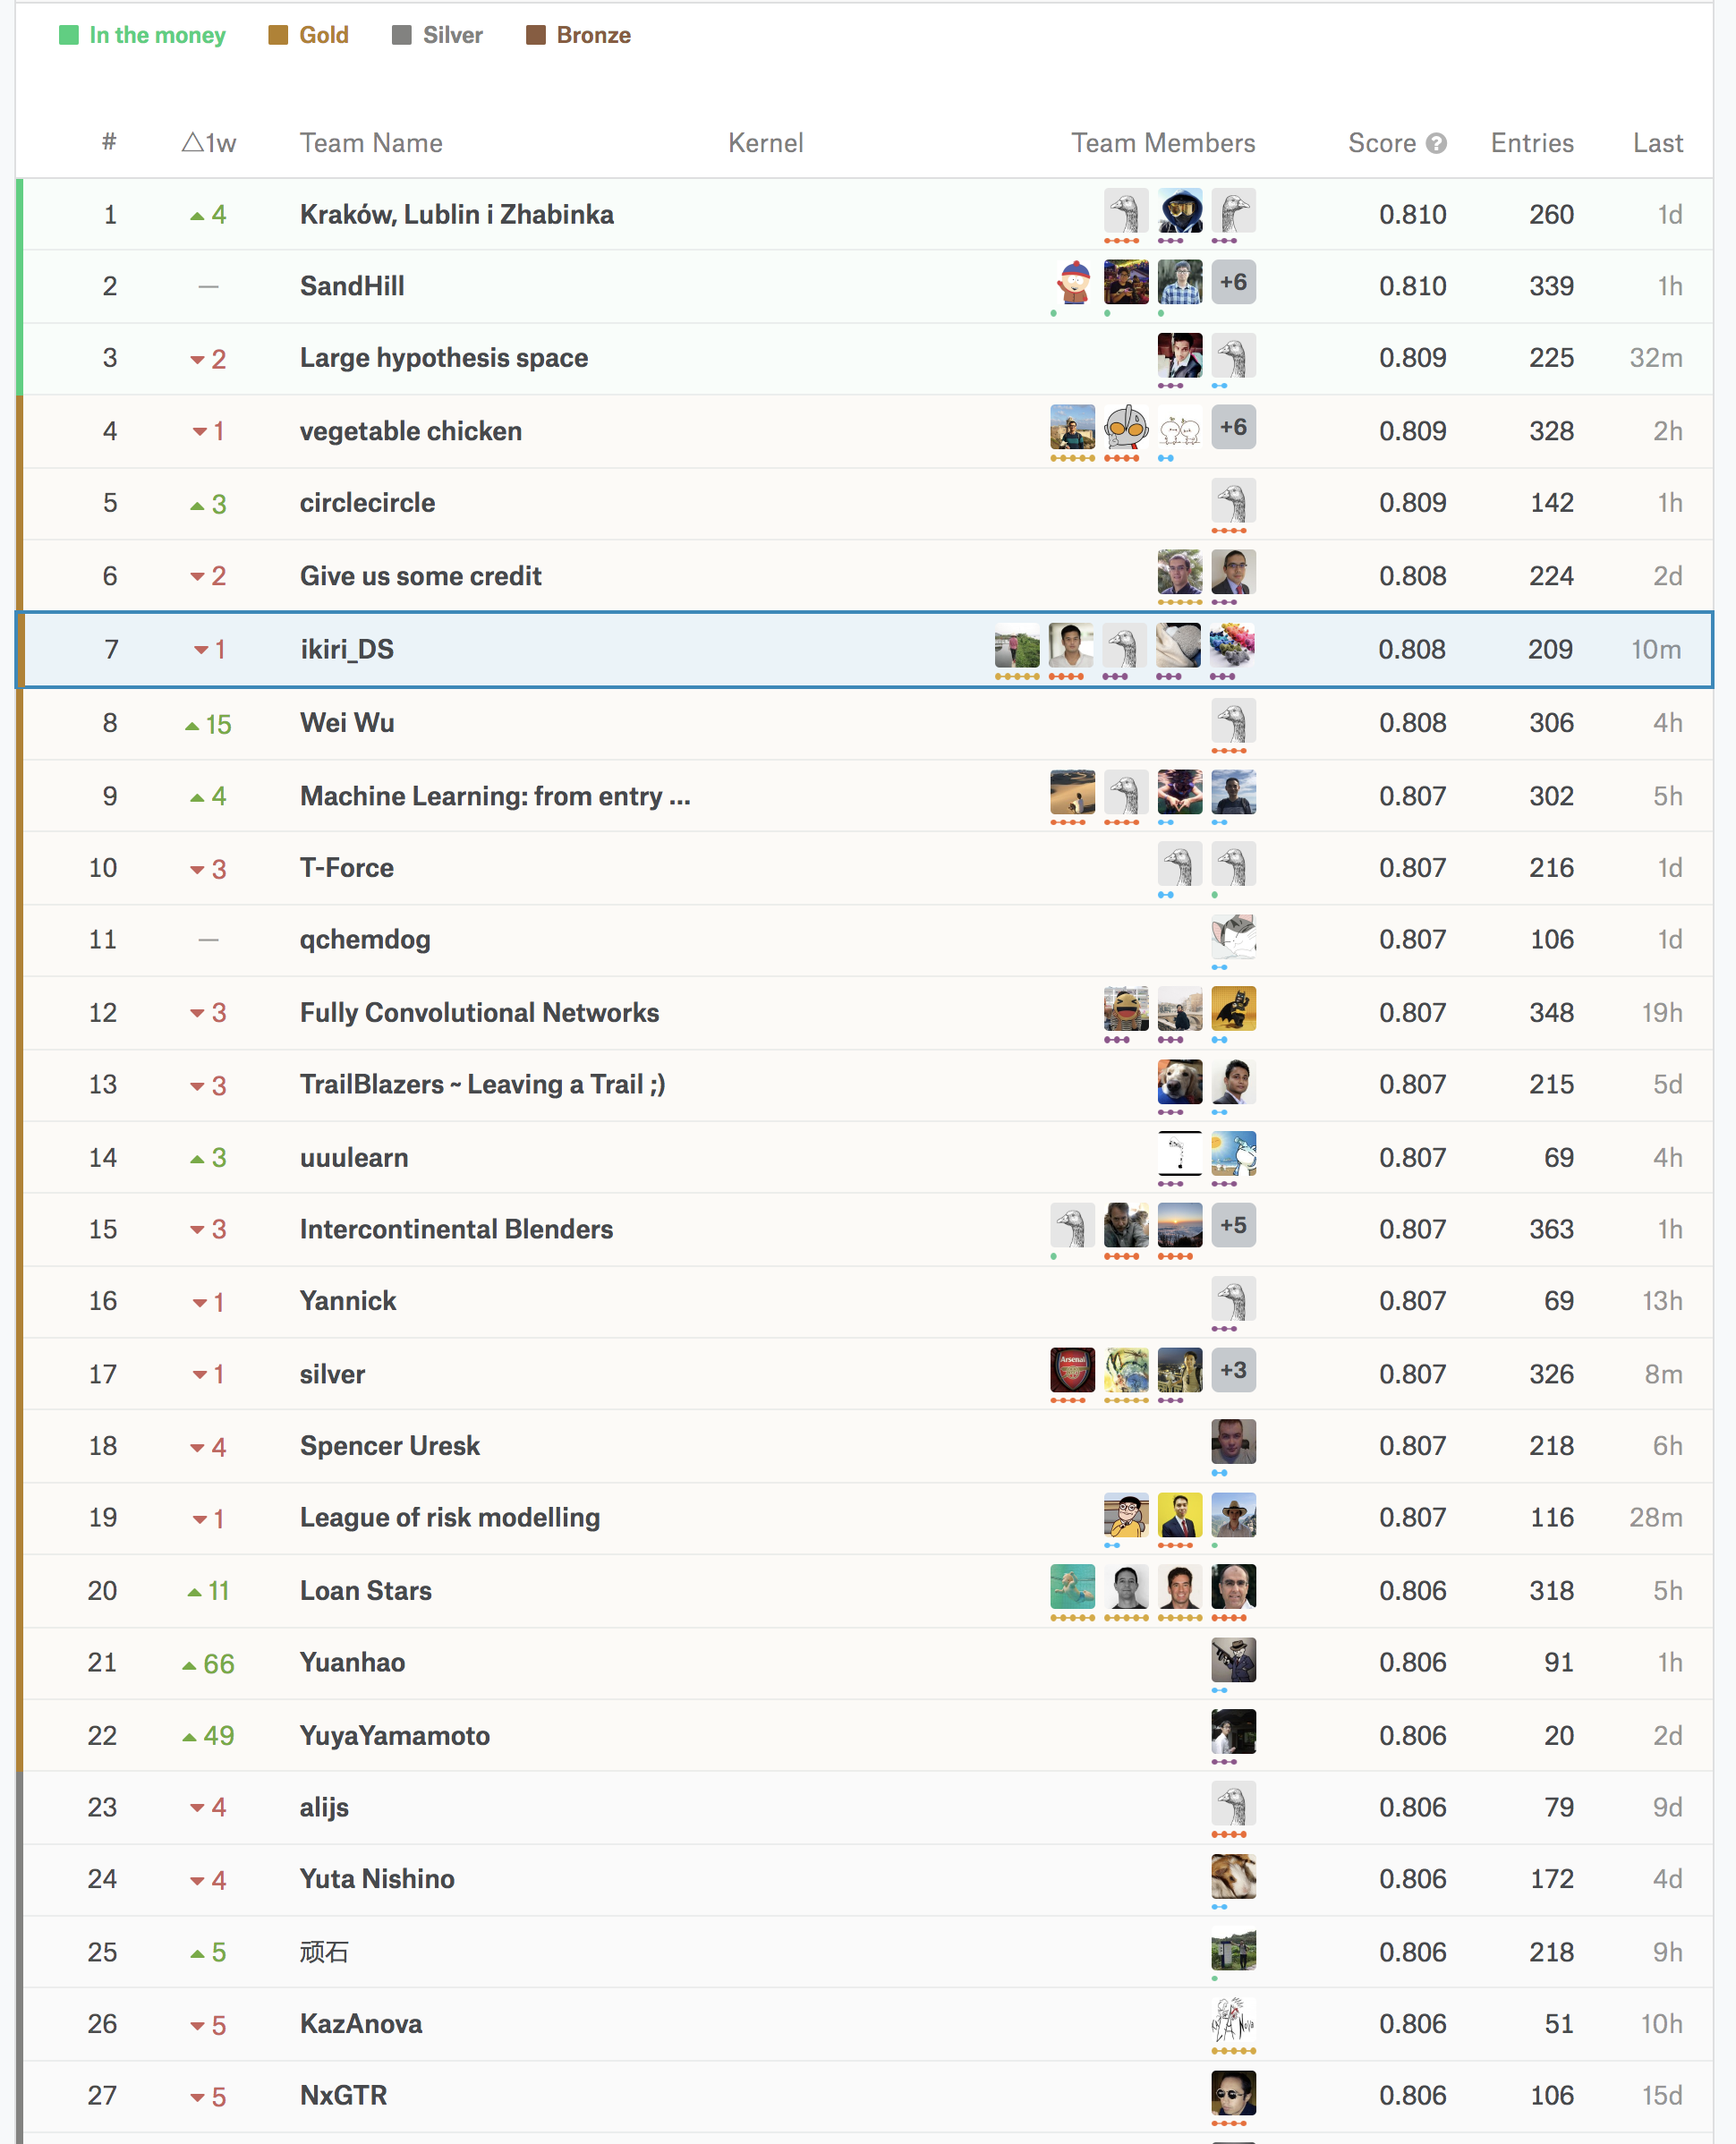 In the money Gold Silver Bronze
# △1w Team Name Kernel Team Members Score ? Entries Last
1 ▲ 4 Kraków, Lublin i Zhabinka 0.810 260 1d
2 — SandHill +6 0.810 339 1h
3 ▼ 2 Large hypothesis space 0.809 225 32m
4 ▼ 1 vegetable chicken +6 0.809 328 2h
5 ▲ 3 circlecircle 0.809 142 1h
6 ▼ 2 Give us some credit 0.808 224 2d
7 ▼ 1 ikiri_DS 0.808 209 10m
8 ▲ 15 Wei Wu 0.808 306 4h
9 ▲ 4 Machine Learning: from entry ... 0.807 302 5h
10 ▼ 3 T-Force 0.807 216 1d
11 — qchemdog 0.807 106 1d
12 ▼ 3 Fully Convolutional Networks 0.807 348 19h
13 ▼ 3 TrailBlazers ~ Leaving a Trail ;) 0.807 215 5d
14 ▲ 3 uuulearn 0.807 69 4h
15 ▼ 3 Intercontinental Blenders +5 0.807 363 1h
16 ▼ 1 Yannick 0.807 69 13h
17 ▼ 1 silver Arsenal +3 0.807 326 8m
18 ▼ 4 Spencer Uresk 0.807 218 6h
19 ▼ 1 League of risk modelling 0.807 116 28m
20 ▲ 11 Loan Stars 0.806 318 5h
21 ▲ 66 Yuanhao 0.806 91 1h
22 ▲ 49 YuyaYamamoto 0.806 20 2d
23 ▼ 4 alijs 0.806 79 9d
24 ▼ 4 Yuta Nishino 0.806 172 4d
25 ▲ 5 顽石 0.806 218 9h
26 ▼ 5 KazAnova 0.806 51 10h
27 ▼ 5 NxGTR 0.806 106 15d